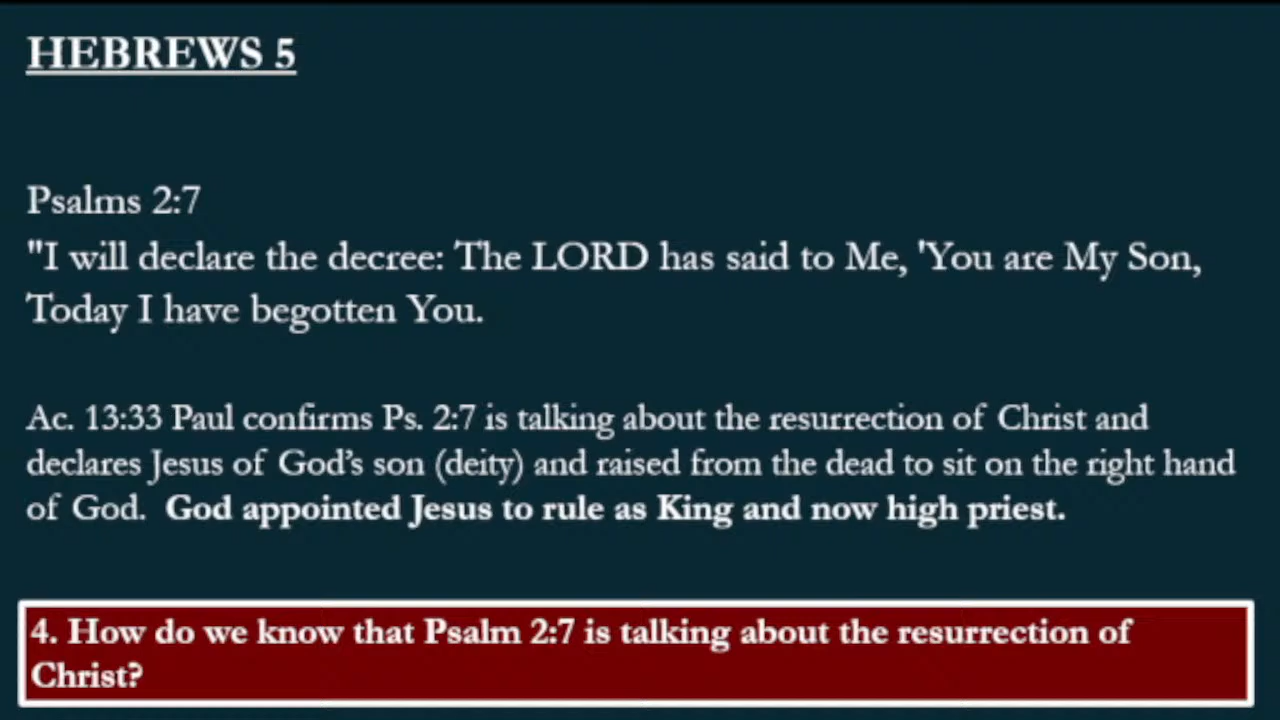 HEBREWS 5
Psalms 2:7
"I will declare the decree: The LORD has said to Me, 'You are My Son,
Today I have begotten You.
Ac. 13:33 Paul confirms Ps. 2:7 is talking about the resurrection of Christ and
declares Jesus of God’s son (deity) and raised from the dead to sit on the right hand
of God. God appointed Jesus to rule as King and now high priest.
4. How do we know that Psalm 2:7 is talking about the resurrection of
Christ?